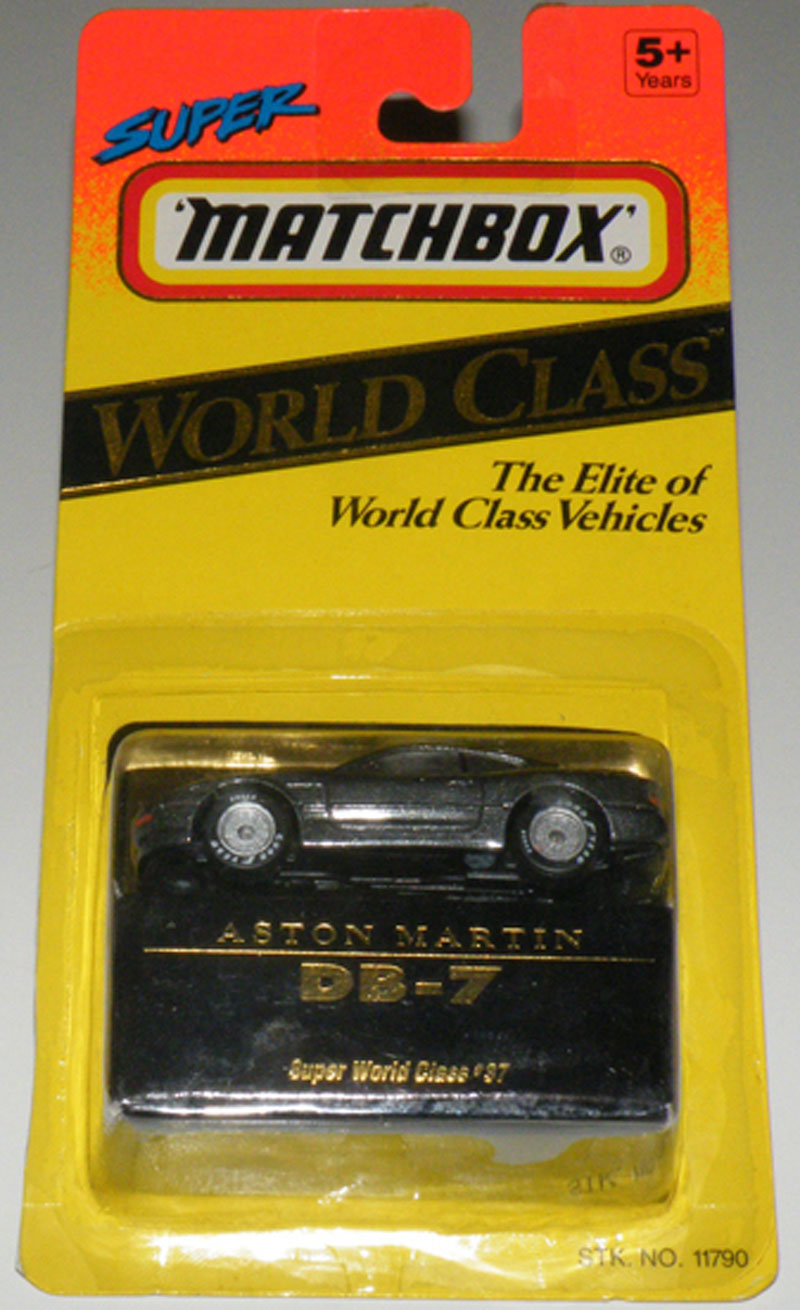 5+
Years
SUPER
'MATCHBOX'®
WORLD CLASS™
The Elite of
World Class Vehicles
ASTON MARTIN
DB-7
Super World Class #37
STK. NO. 11790